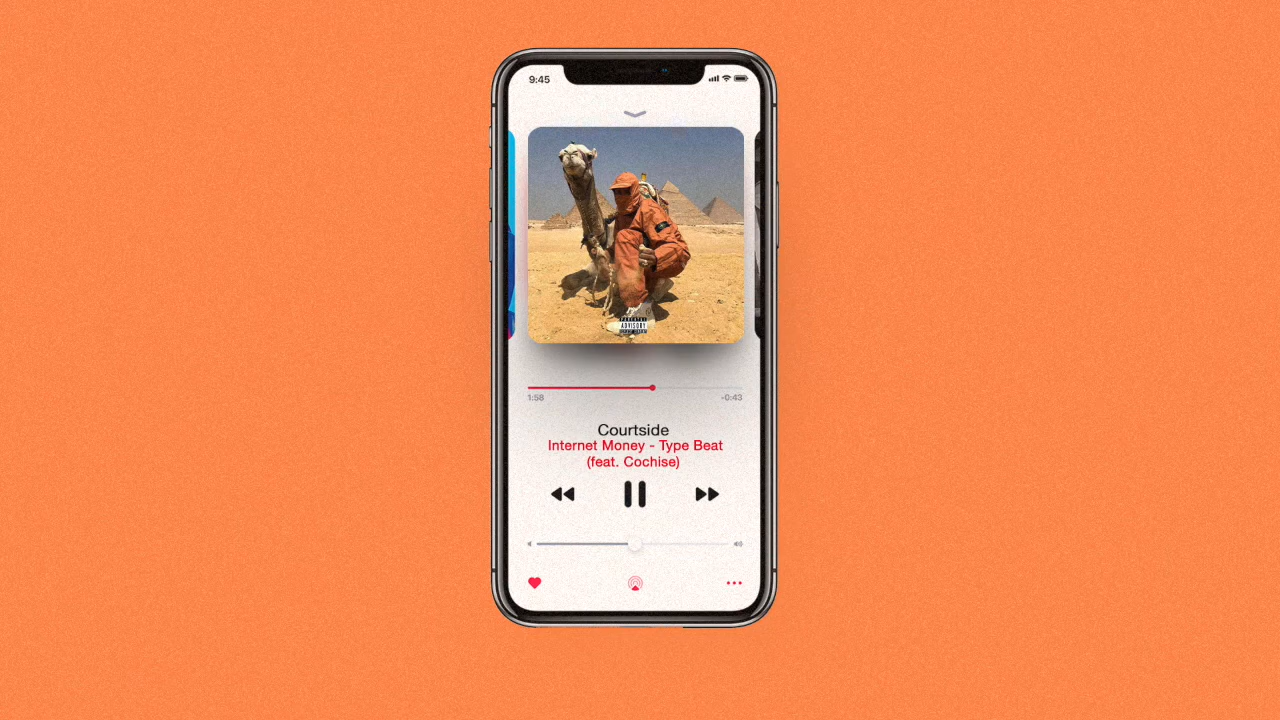 9:45
PARENTAL
ADVISORY
1:58 -0:43
Courtside
Internet Money - Type Beat
(feat. Cochise)